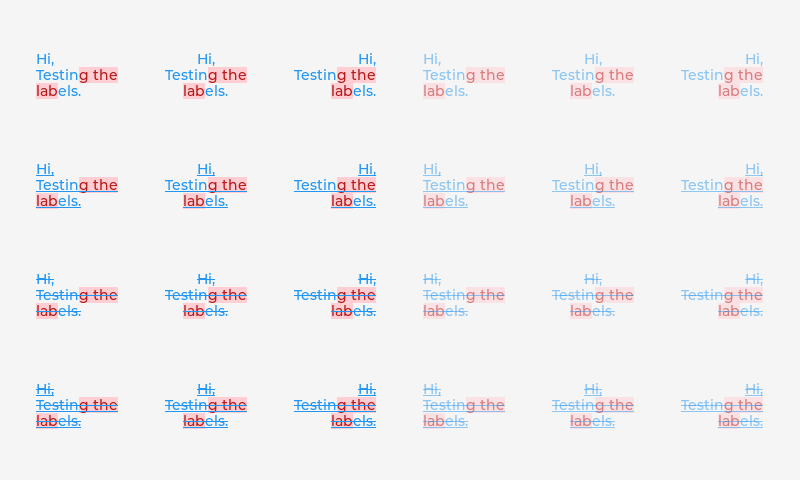 Hi,
Testing the
labels.
Hi,
Testing the
labels.
Hi,
Testing the
labels.
Hi,
Testing the
labels.
Hi,
Testing the
labels.
Hi,
Testing the
labels.
Hi,
Testing the
labels.
Hi,
Testing the
labels.
Hi,
Testing the
labels.
Hi,
Testing the
labels.
Hi,
Testing the
labels.
Hi,
Testing the
labels.
Hi,
Testing the
labels.
Hi,
Testing the
labels.
Hi,
Testing the
labels.
Hi,
Testing the
labels.
Hi,
Testing the
labels.
Hi,
Testing the
labels.
Hi,
Testing the
labels.
Hi,
Testing the
labels.
Hi,
Testing the
labels.
Hi,
Testing the
labels.
Hi,
Testing the
labels.
Hi,
Testing the
labels.